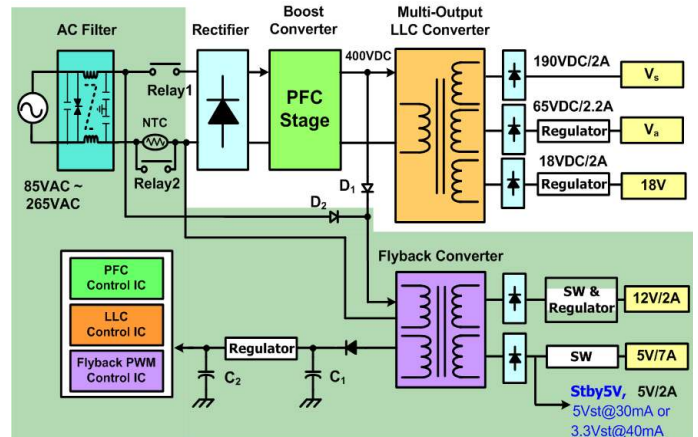 AC Filter
Rectifier
Boost
Converter
Multi-Output
LLC Converter
400VDC
190VDC/2A
Vs
Relay1
PFC
Stage
65VDC/2.2A
Regulator
Va
NTC
Relay2
18VDC/2A
Regulator
18V
85VAC ~
265VAC
D1
D2
Flyback Converter
PFC
Control IC
LLC
Control IC
Flyback PWM
Control IC
Regulator
C2
C1
SW &
Regulator
12V/2A
SW
5V/7A
Stby5V, 5V/2A
5Vst@30mA or
3.3Vst@40mA